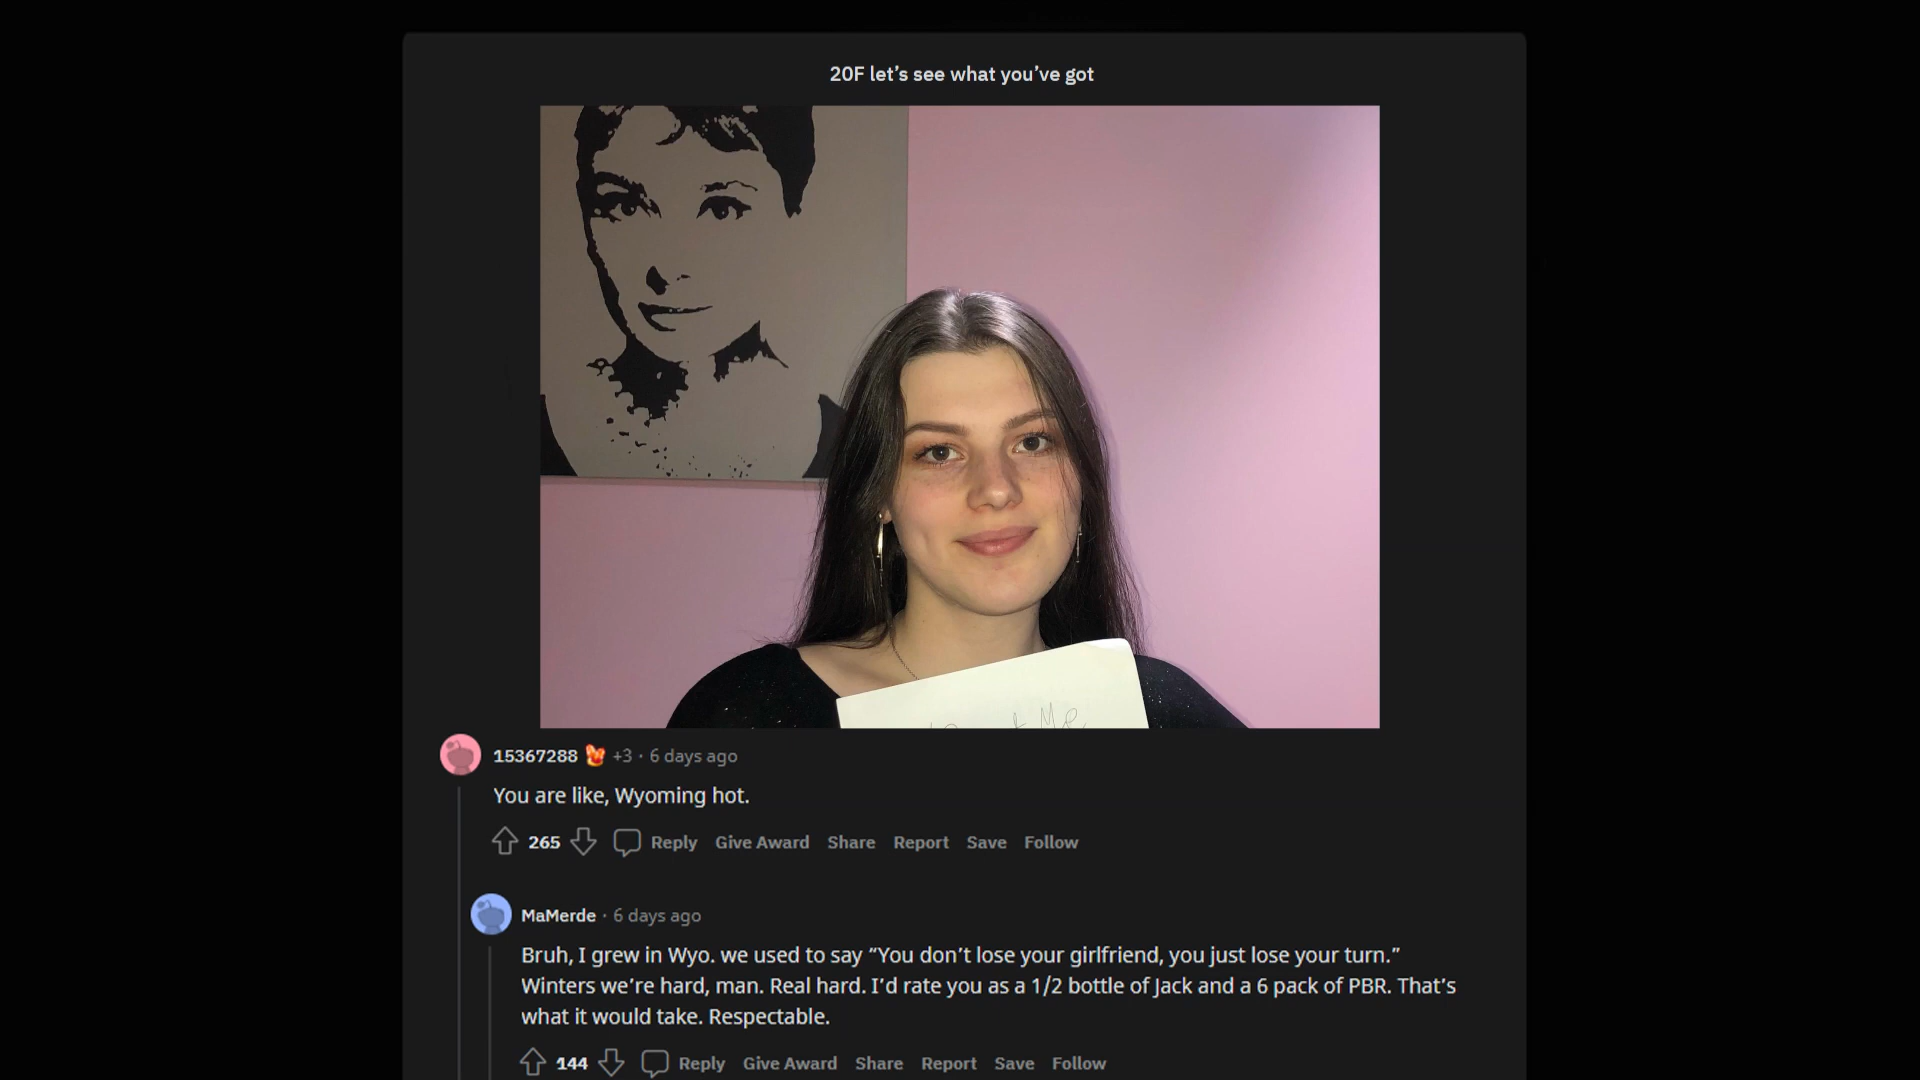 20F let’s see what you’ve got
Me
15367288 +3 · 6 days ago
You are like, Wyoming hot.
265 Reply Give Award Share Report Save Follow
MaMerde · 6 days ago
Bruh, I grew in Wyo. we used to say “You don’t lose your girlfriend, you just lose your turn.”
Winters we’re hard, man. Real hard. I’d rate you as a 1/2 bottle of Jack and a 6 pack of PBR. That’s
what it would take. Respectable.
144 Reply Give Award Share Report Save Follow